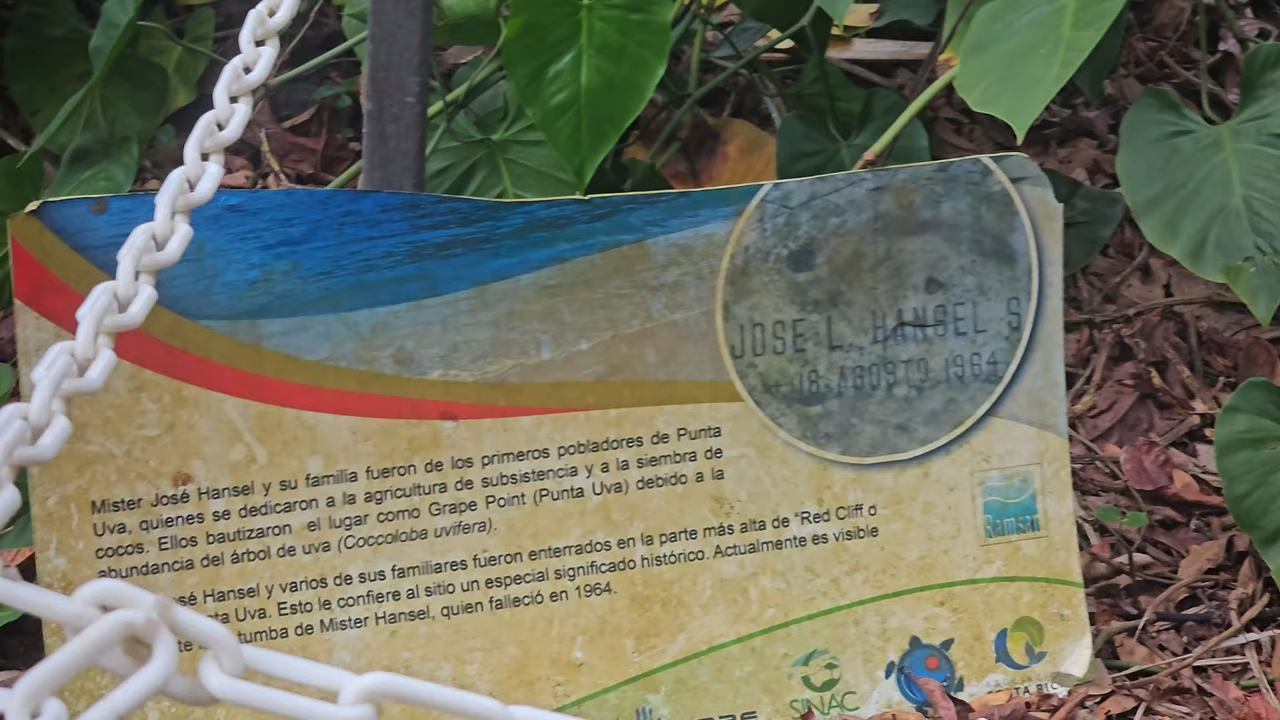 JOSE L. HANSEL S
18 AGOSTO 1964
Mister José Hansel y su familia fueron de los primeros pobladores de Punta
Uva, quienes se dedicaron a la agricultura de subsistencia y a la siembra de
cocos. Ellos bautizaron el lugar como Grape Point (Punta Uva) debido a la
abundancia del árbol de uva (Coccoloba uvifera).
sé Hansel y varios de sus familiares fueron enterrados en la parte más alta de “Red Cliff o
ta Uva. Esto le confiere al sitio un especial significado histórico. Actualmente es visible
te tumba de Mister Hansel, quien falleció en 1964.
Ramsar
SINAC